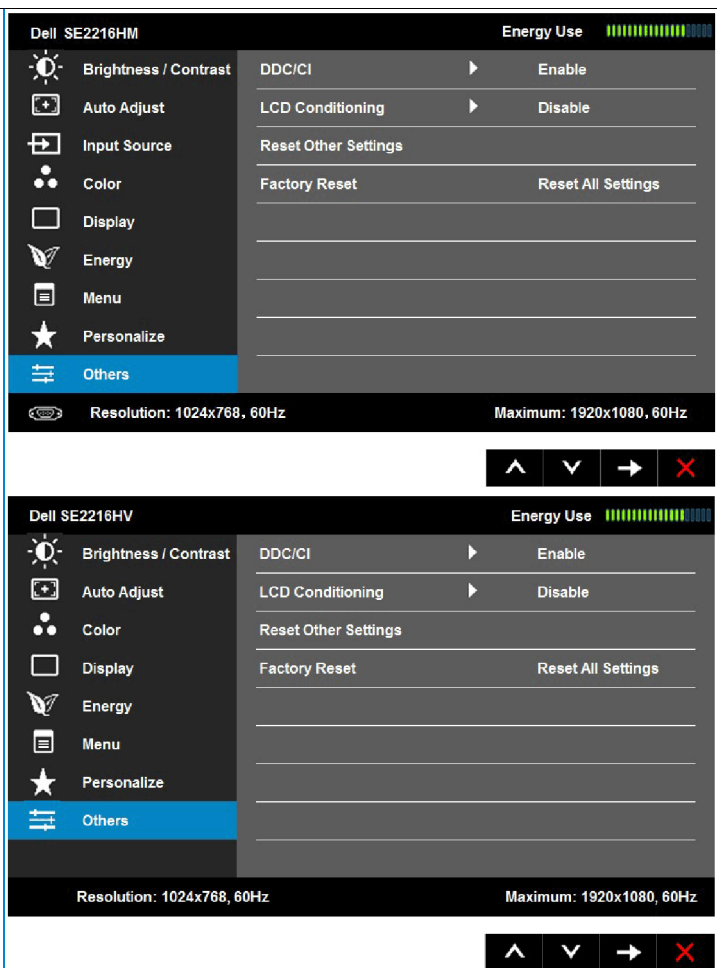 Dell SE2216HM Energy Use
Brightness / Contrast DDC/CI Enable
Auto Adjust LCD Conditioning Disable
Input Source Reset Other Settings
Color Factory Reset Reset All Settings
Display
Energy
Menu
Personalize
Others
Resolution: 1024x768, 60Hz Maximum: 1920x1080, 60Hz
Dell SE2216HV Energy Use
Brightness / Contrast DDC/CI Enable
Auto Adjust LCD Conditioning Disable
Color Reset Other Settings
Display Factory Reset Reset All Settings
Energy
Menu
Personalize
Others
Resolution: 1024x768, 60Hz Maximum: 1920x1080, 60Hz